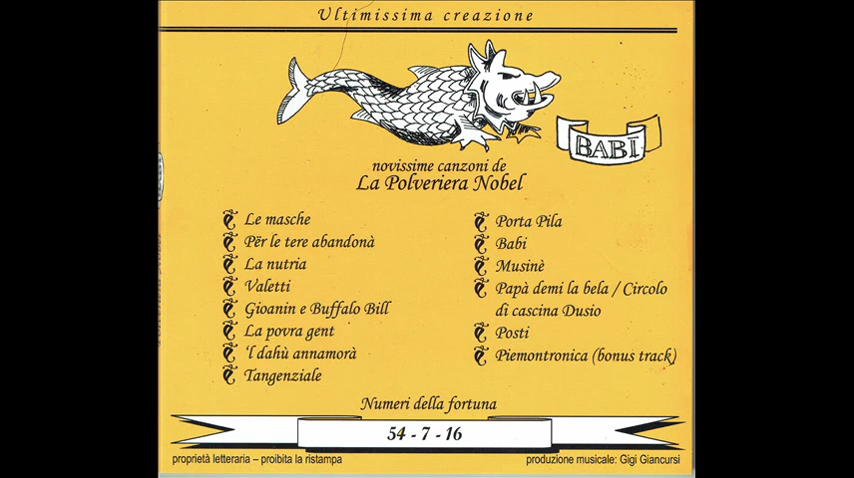 Ultimissima creazione
BABÌ
novissime canzoni de
La Polveriera Nobel
Le masche
Për le tere abandonà
La nutria
Valetti
Gioanin e Buffalo Bill
La povra gent
'l dahù annamorà
Tangenziale
Porta Pila
Babi
Musinè
Papà demi la bela / Circolo
di cascina Dusio
Posti
Piemontronica (bonus track)
Numeri della fortuna
54 - 7 - 16
proprietà letteraria – proibita la ristampa
produzione musicale: Gigi Giancursi